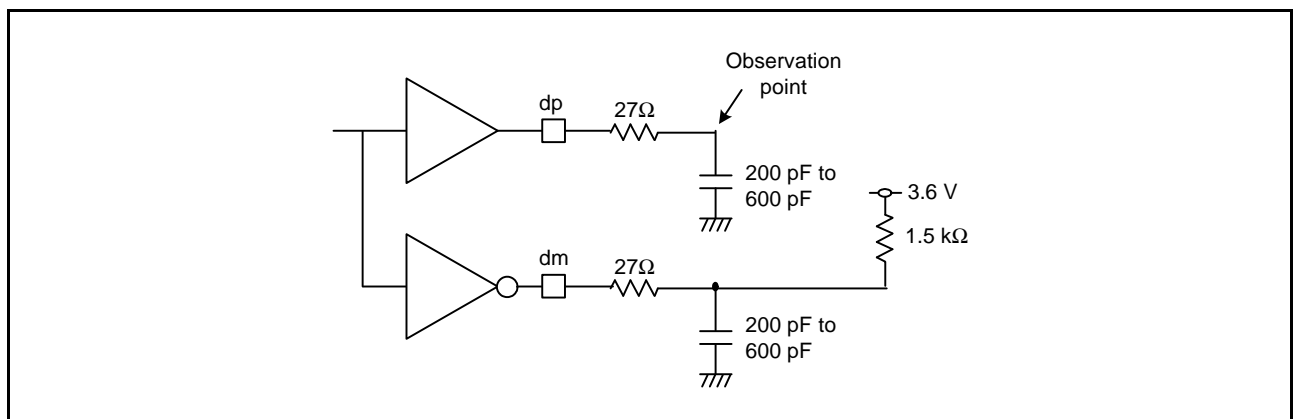 Observation
point
dp
27Ω
200 pF to
600 pF
3.6 V
1.5 kΩ
dm
27Ω
200 pF to
600 pF